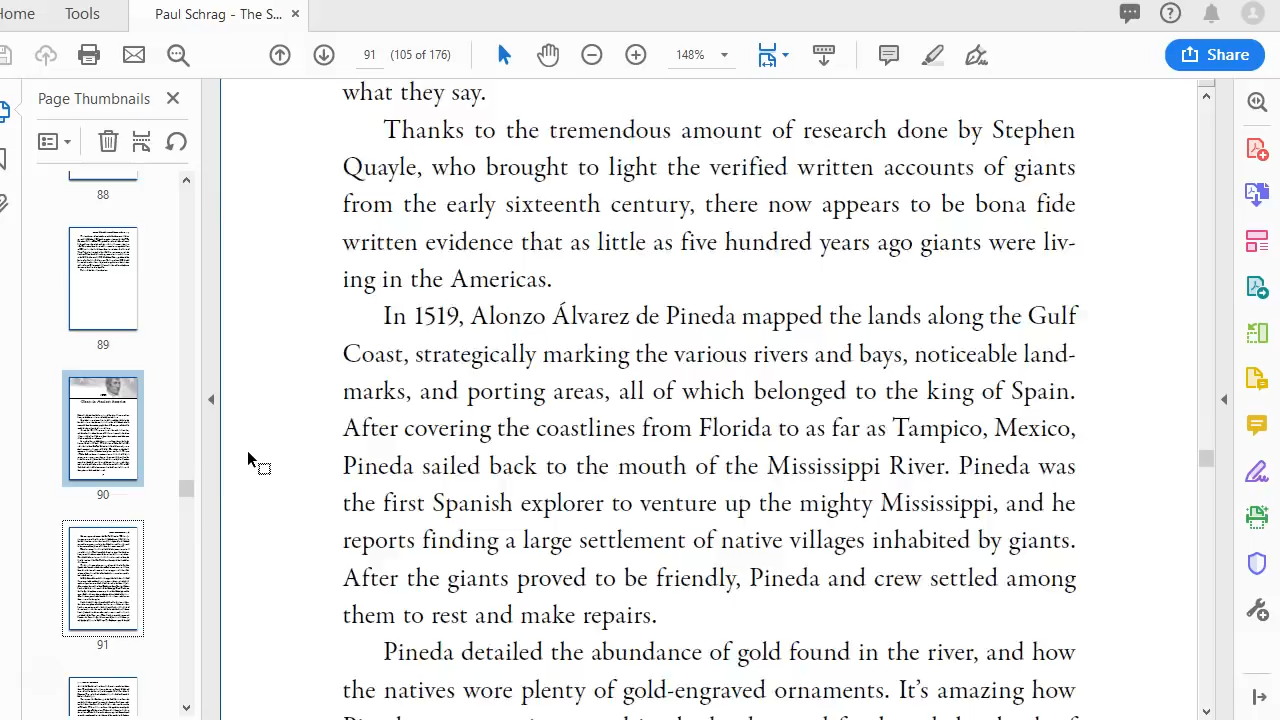 Home
Tools
Paul Schrag - The S...
91 (105 of 176)
148%
Share
Page Thumbnails
88
89
90
91
what they say.
Thanks to the tremendous amount of research done by Stephen
Quayle, who brought to light the verified written accounts of giants
from the early sixteenth century, there now appears to be bona fide
written evidence that as little as five hundred years ago giants were liv-
ing in the Americas.
In 1519, Alonzo Álvarez de Pineda mapped the lands along the Gulf
Coast, strategically marking the various rivers and bays, noticeable land-
marks, and porting areas, all of which belonged to the king of Spain.
After covering the coastlines from Florida to as far as Tampico, Mexico,
Pineda sailed back to the mouth of the Mississippi River. Pineda was
the first Spanish explorer to venture up the mighty Mississippi, and he
reports finding a large settlement of native villages inhabited by giants.
After the giants proved to be friendly, Pineda and crew settled among
them to rest and make repairs.
Pineda detailed the abundance of gold found in the river, and how
the natives wore plenty of gold-engraved ornaments. It's amazing how